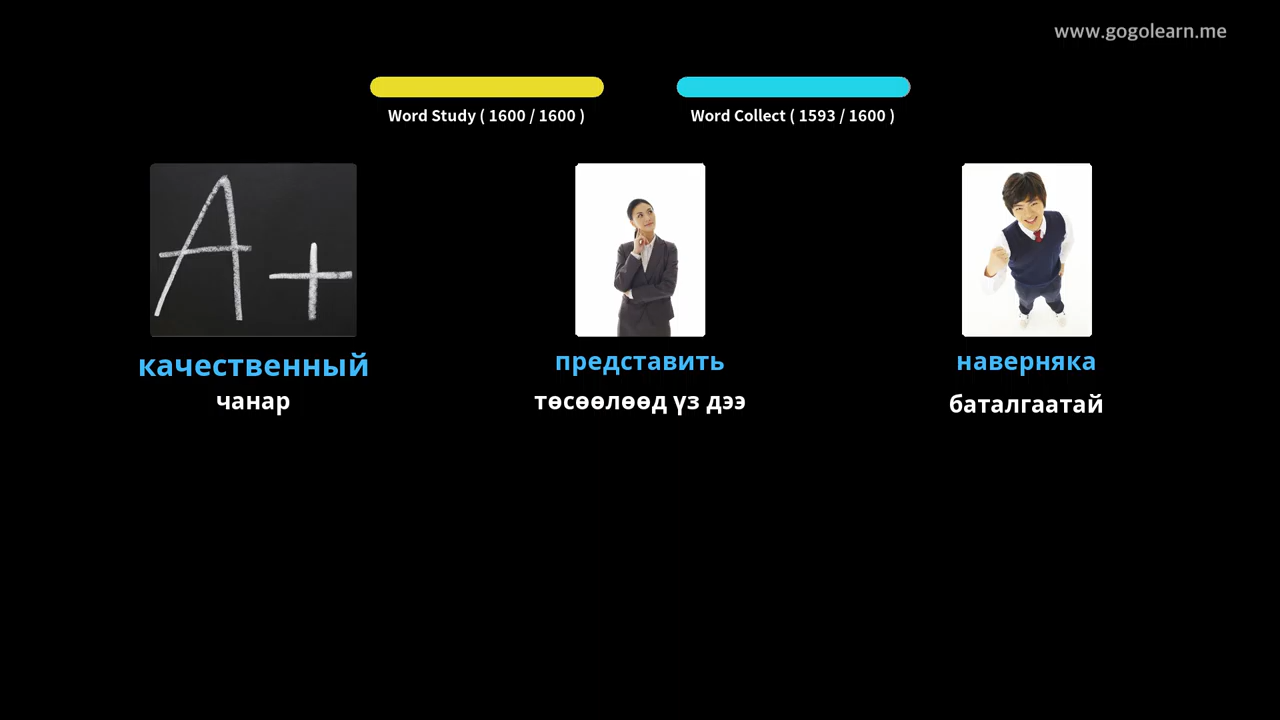 www.gogolearn.me
Word Study ( 1600 / 1600 )
Word Collect ( 1593 / 1600 )
A+
качественный
чанар
представить
төсөөлөөд үз дээ
наверняка
баталгаатай